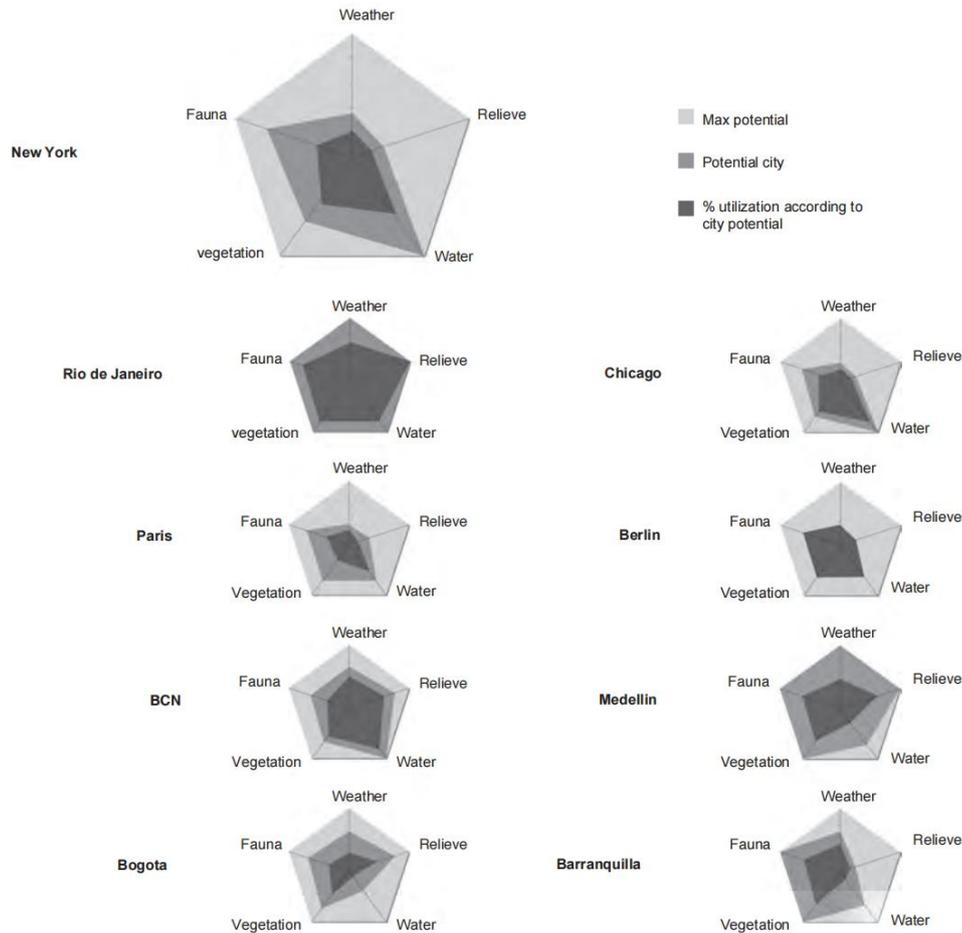 Weather
Fauna
Relieve
New York
vegetation
Water
Max potential
Potential city
% utilization according to
city potential
Weather
Fauna
Relieve
Rio de Janeiro
vegetation
Water
Weather
Fauna
Relieve
Chicago
Vegetation
Water
Weather
Fauna
Relieve
Paris
Vegetation
Water
Weather
Fauna
Relieve
Berlin
Vegetation
Water
Weather
Fauna
Relieve
BCN
Vegetation
Water
Weather
Fauna
Relieve
Medellin
Vegetation
Water
Weather
Fauna
Relieve
Bogota
Vegetation
Water
Weather
Fauna
Relieve
Barranquilla
Vegetation
Water